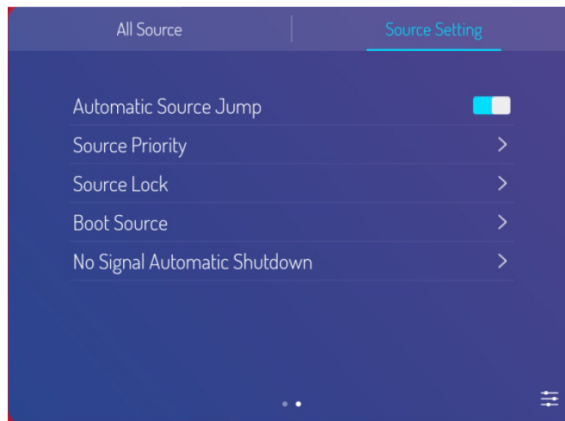 All Source
Source Setting
Automatic Source Jump
Source Priority
Source Lock
Boot Source
No Signal Automatic Shutdown